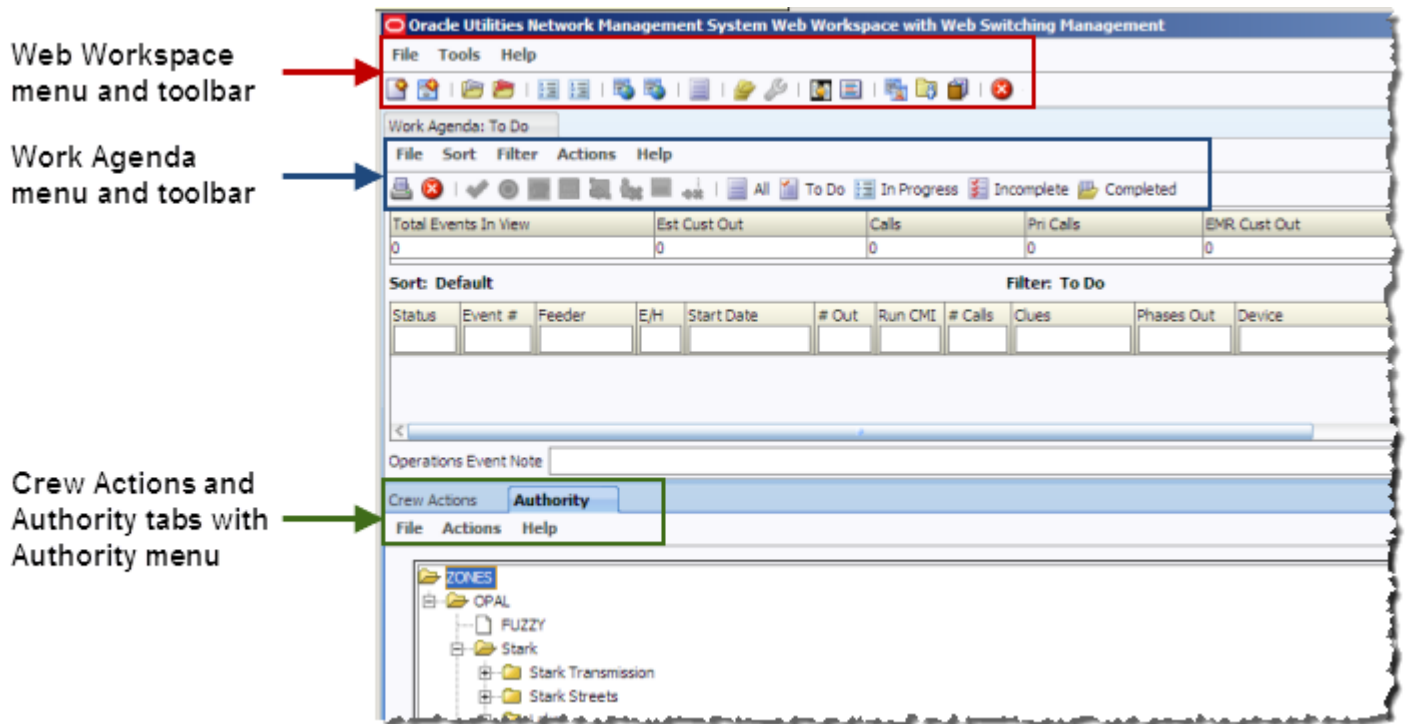 Oracle Utilities Network Management System Web Workspace with Web Switching Management
Web Workspace
menu and toolbar
File Tools Help
Work Agenda: To Do
Work Agenda
menu and toolbar
File Sort Filter Actions Help
All To Do In Progress Incomplete Completed
Total Events In View Est Cust Out Calls Pri Calls EMR Cust Out
0 0 0 0 0
Sort: Default Filter: To Do
Status Event # Feeder E/H Start Date # Out Run CMI # Calls Clues Phases Out Device
Operations Event Note
Crew Actions and
Authority tabs with
Authority menu
Crew Actions Authority
File Actions Help
ZONES
OPAL
FUZZY
Stark
Stark Transmission
Stark Streets